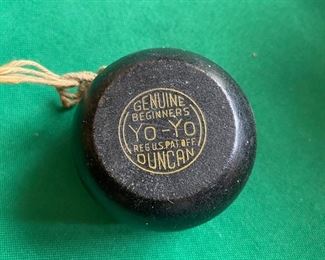 GENUINE
BEGINNERS
YO-YO
REG.U.S.PAT.OFF
DUNCAN